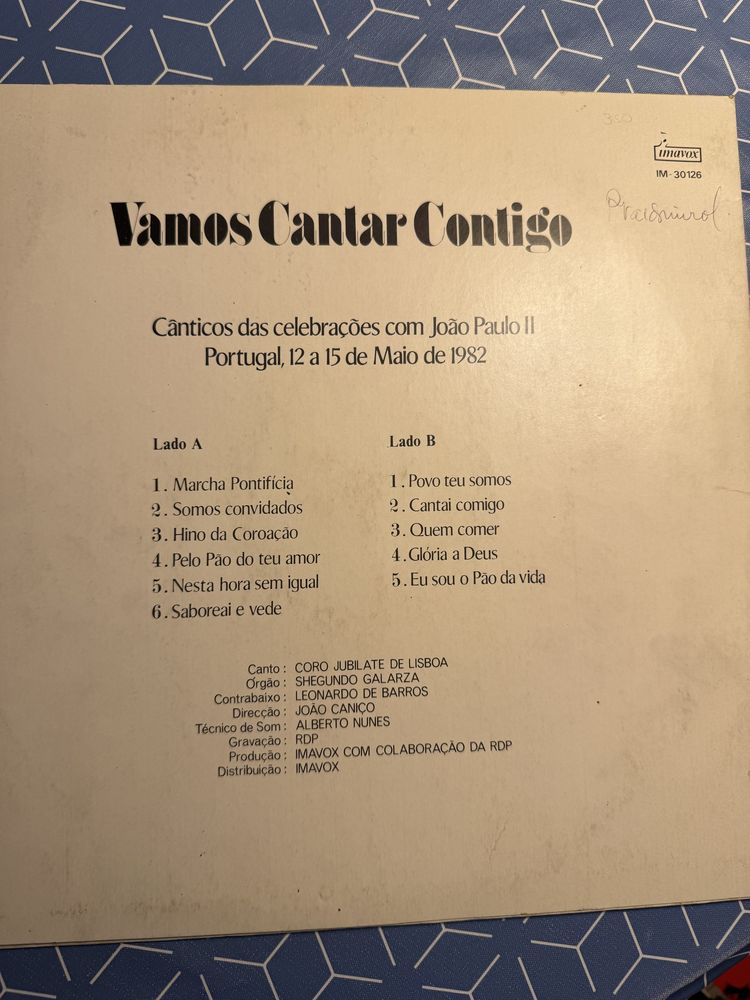 350
imavox
IM-30126
Vamos Cantar Contigo
Cânticos das celebrações com João Paulo II
Portugal, 12 a 15 de Maio de 1982
Lado A
1. Marcha Pontifícia
2. Somos convidados
3. Hino da Coroação
4. Pelo Pão do teu amor
5. Nesta hora sem igual
6. Saboreai e vede
Lado B
1. Povo teu somos
2. Cantai comigo
3. Quem comer
4. Glória a Deus
5. Eu sou o Pão da vida
Canto: CORO JUBILATE DE LISBOA
Órgão: SHEGUNDO GALARZA
Contrabaixo: LEONARDO DE BARROS
Direcção: JOÃO CANIÇO
Técnico de Som: ALBERTO NUNES
Gravação: RDP
Produção: IMAVOX COM COLABORAÇÃO DA RDP
Distribuição: IMAVOX